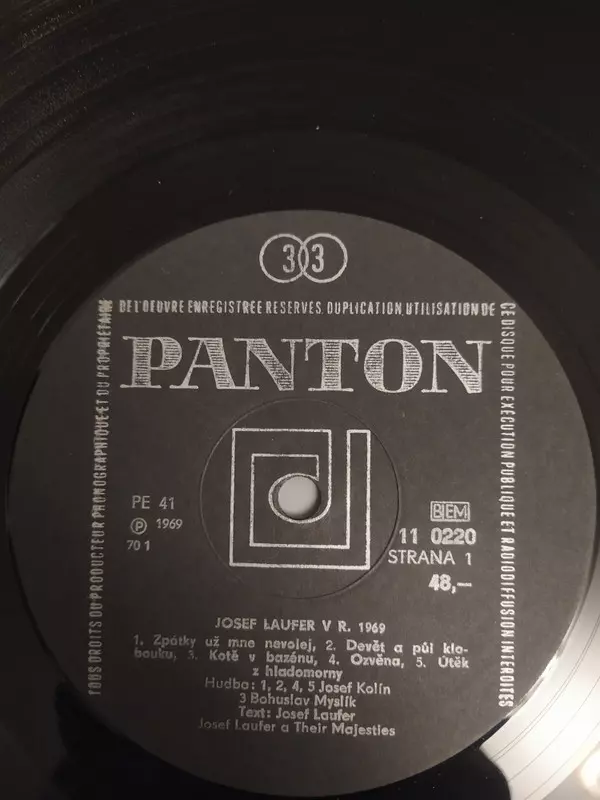 33
DE L'OEUVRE ENREGISTREE RESERVES. DUPLICATION, UTILISATION DE
CE DISQUE POUR EXECUTION PUBLIQUE ET RADIODIFFUSION INTERDITES
TOUS DROITS DU PRODUCTEUR PHONOGRAPHIQUE ET DU PROPRIETAIRE
PANTON
PE 41
Ⓟ 1969
70 1
BIEM
11 0220
STRANA 1
48,—
JOSEF LAUFER V R. 1969
1. Zpátky už mne nevolej, 2. Devět a půl klo-
bouku, 3. Kotě v bazénu, 4. Ozvěna, 5. Útěk
z hladomorny
Hudba: 1, 2, 4, 5 Josef Kolín
3 Bohuslav Myslík
Text: Josef Laufer
Josef Laufer a Their Majesties